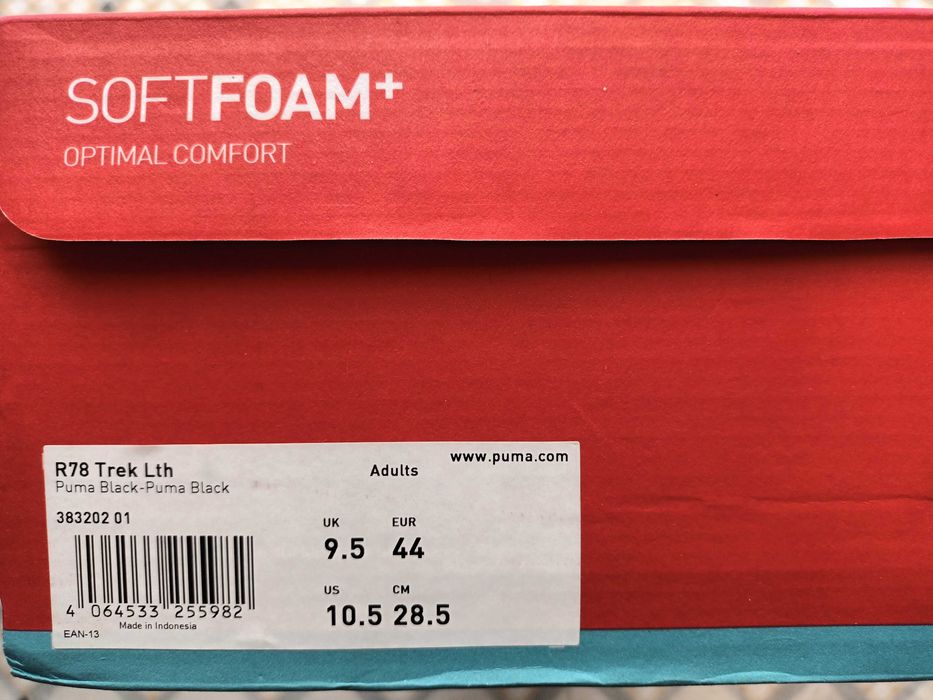 SOFTFOAM+
OPTIMAL COMFORT
www.puma.com
R78 Trek Lth
Adults
Puma Black-Puma Black
383202 01
UK EUR
9.5 44
US CM
10.5 28.5
4 064533 255982
Made in Indonesia
EAN-13